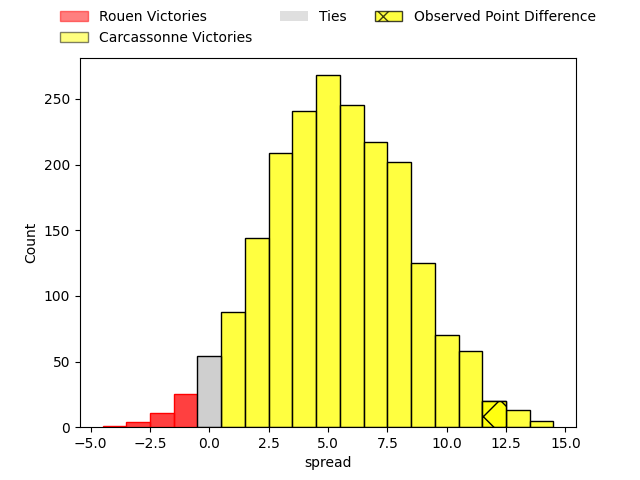 Rouen Victories
Carcassonne Victories
Ties
Observed Point Difference
250
200
150
100
50
0
Count
−5.0 −2.5 0.0 2.5 5.0 7.5 10.0 12.5 15.0
spread